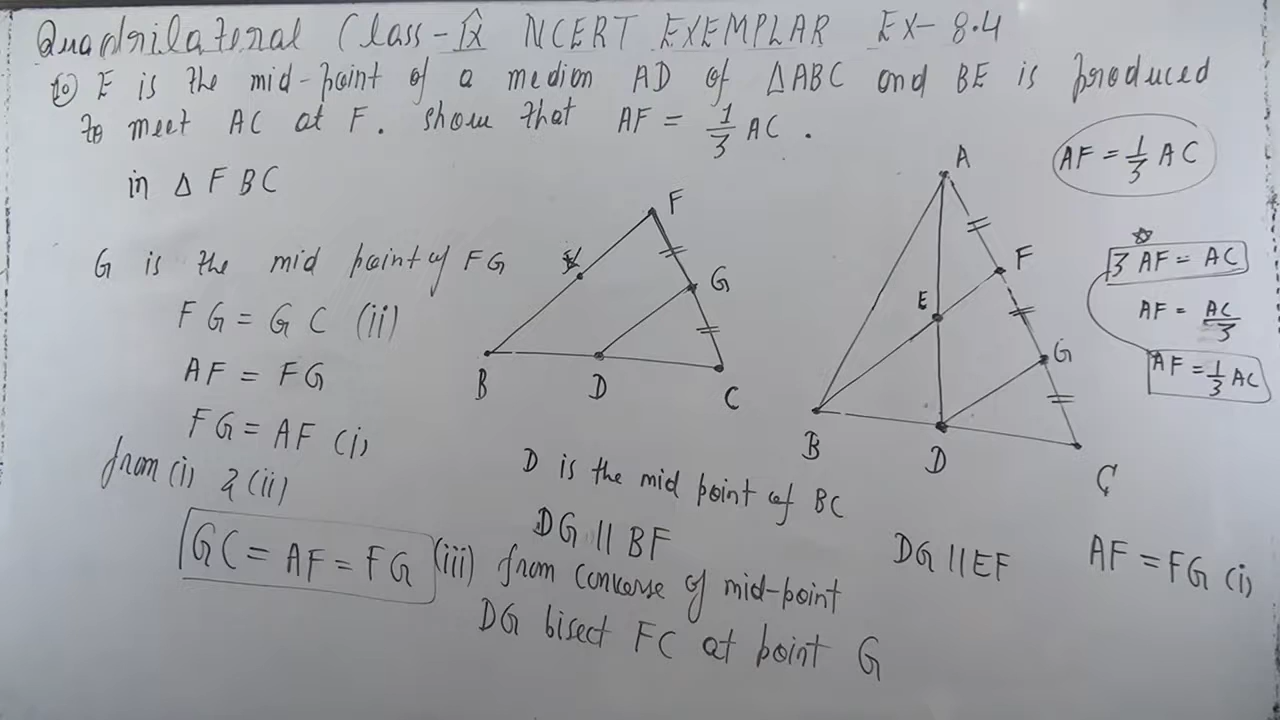 Quadrilateral Class-IX NCERT EXEMPLAR EX-8.4
10) E is the mid-point of a median AD of ΔABC and BE is produced
to meet AC at F. show that AF = 1/3 AC.
in Δ FBC
G is the mid point of FG
FG = GC (ii)
AF = FG
FG = AF (i)
from (i) & (ii)
GC = AF = FG (iii)
F
G
B
D
C
D is the mid point of BC
DG || BF
from converse of mid-point
DG bisect FC at point G
A
F
E
G
B
D
C
DG || EF
AF = FG (i)
AF = 1/3 AC
3 AF = AC
AF = AC/3
AF = 1/3 AC